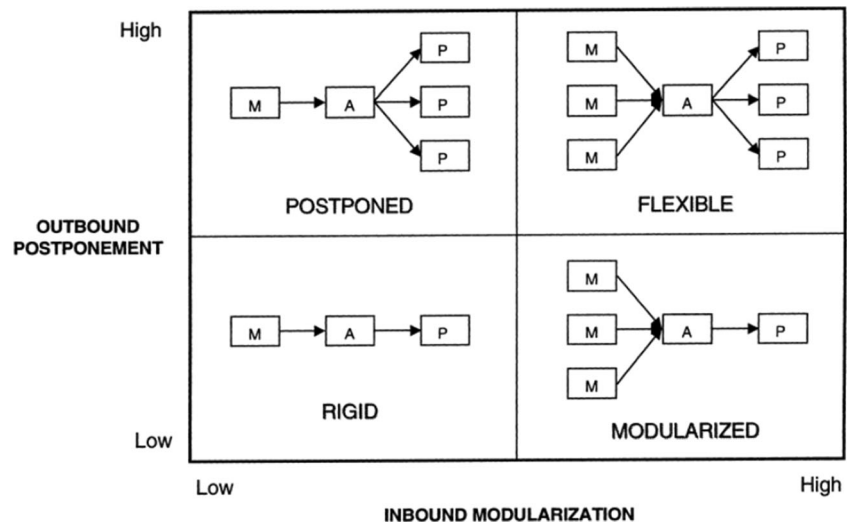 High
P
M
M
A
P
P
M
A
P
M
P
M
P
POSTPONED
FLEXIBLE
OUTBOUND
POSTPONEMENT
M
M
A
P
M
A
P
M
RIGID
MODULARIZED
Low
Low
High
INBOUND MODULARIZATION